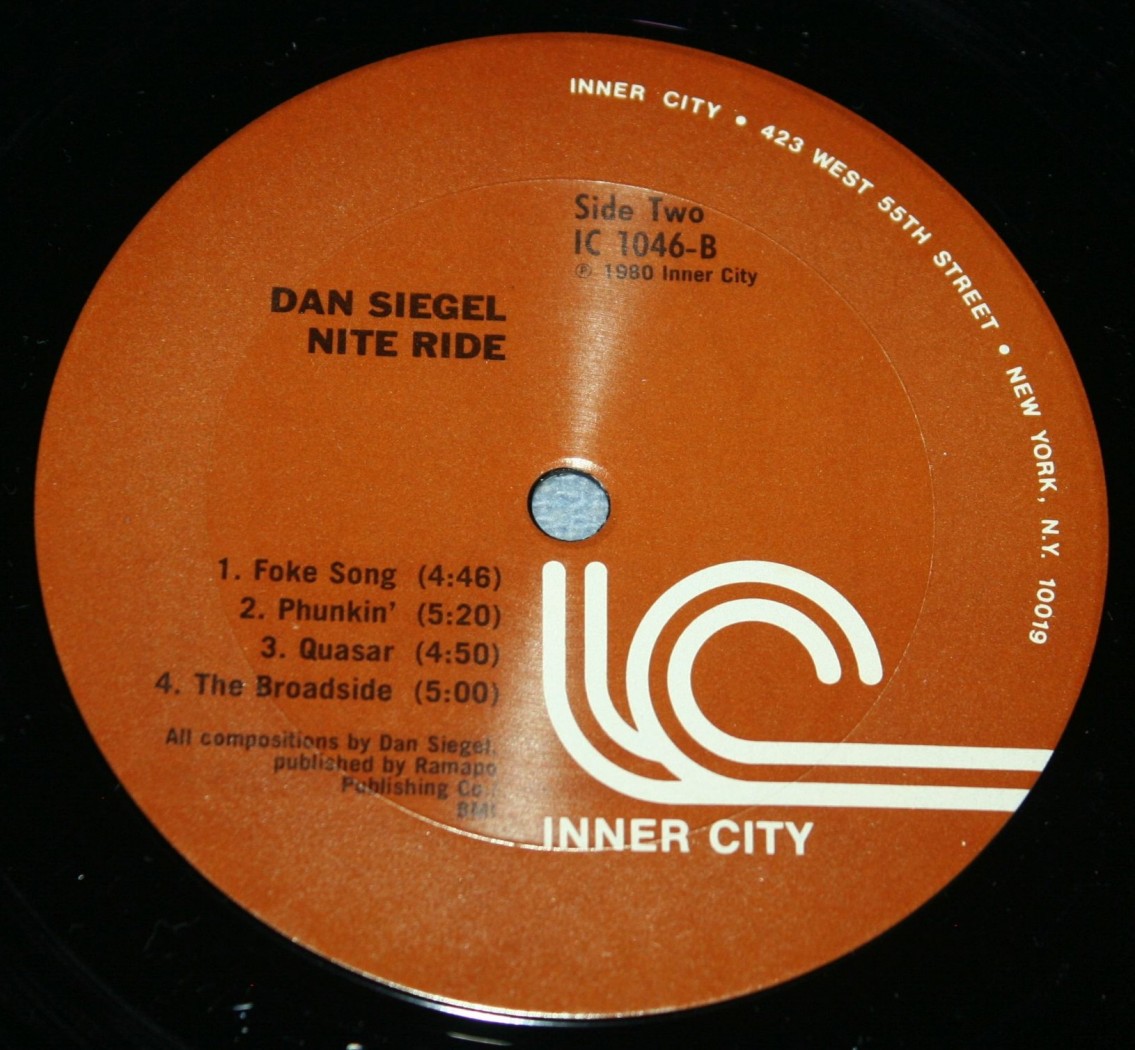 INNER CITY • 423 WEST 55TH STREET • NEW YORK, N.Y. 10019
Side Two
IC 1046-B
℗ 1980 Inner City
DAN SIEGEL
NITE RIDE
1. Foke Song (4:46)
2. Phunkin' (5:20)
3. Quasar (4:50)
4. The Broadside (5:00)
All compositions by Dan Siegel,
published by Ramapo
Publishing Co./
BMI
IC
INNER CITY